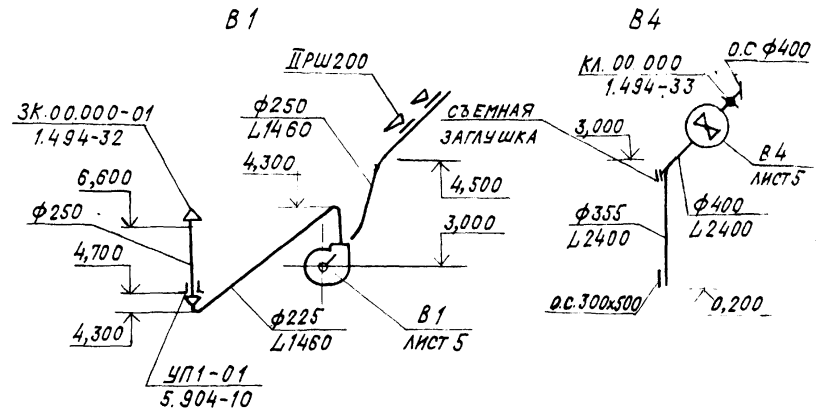 В1
В4
IIРШ200
ЗК.00.000-01
1.494-32
6,600
ф250
4,700
4,300
УП1-01
5.904-10
ф225
L1460
4,300
ф250
L1460
4,500
3,000
В1
ЛИСТ 5
СЪЕМНАЯ
ЗАГЛУШКА
3,000
КЛ. 00.000
1.494-33
О.С ф400
В4
ЛИСТ 5
ф355
L2400
ф400
L2400
О.С.300х500
0,200